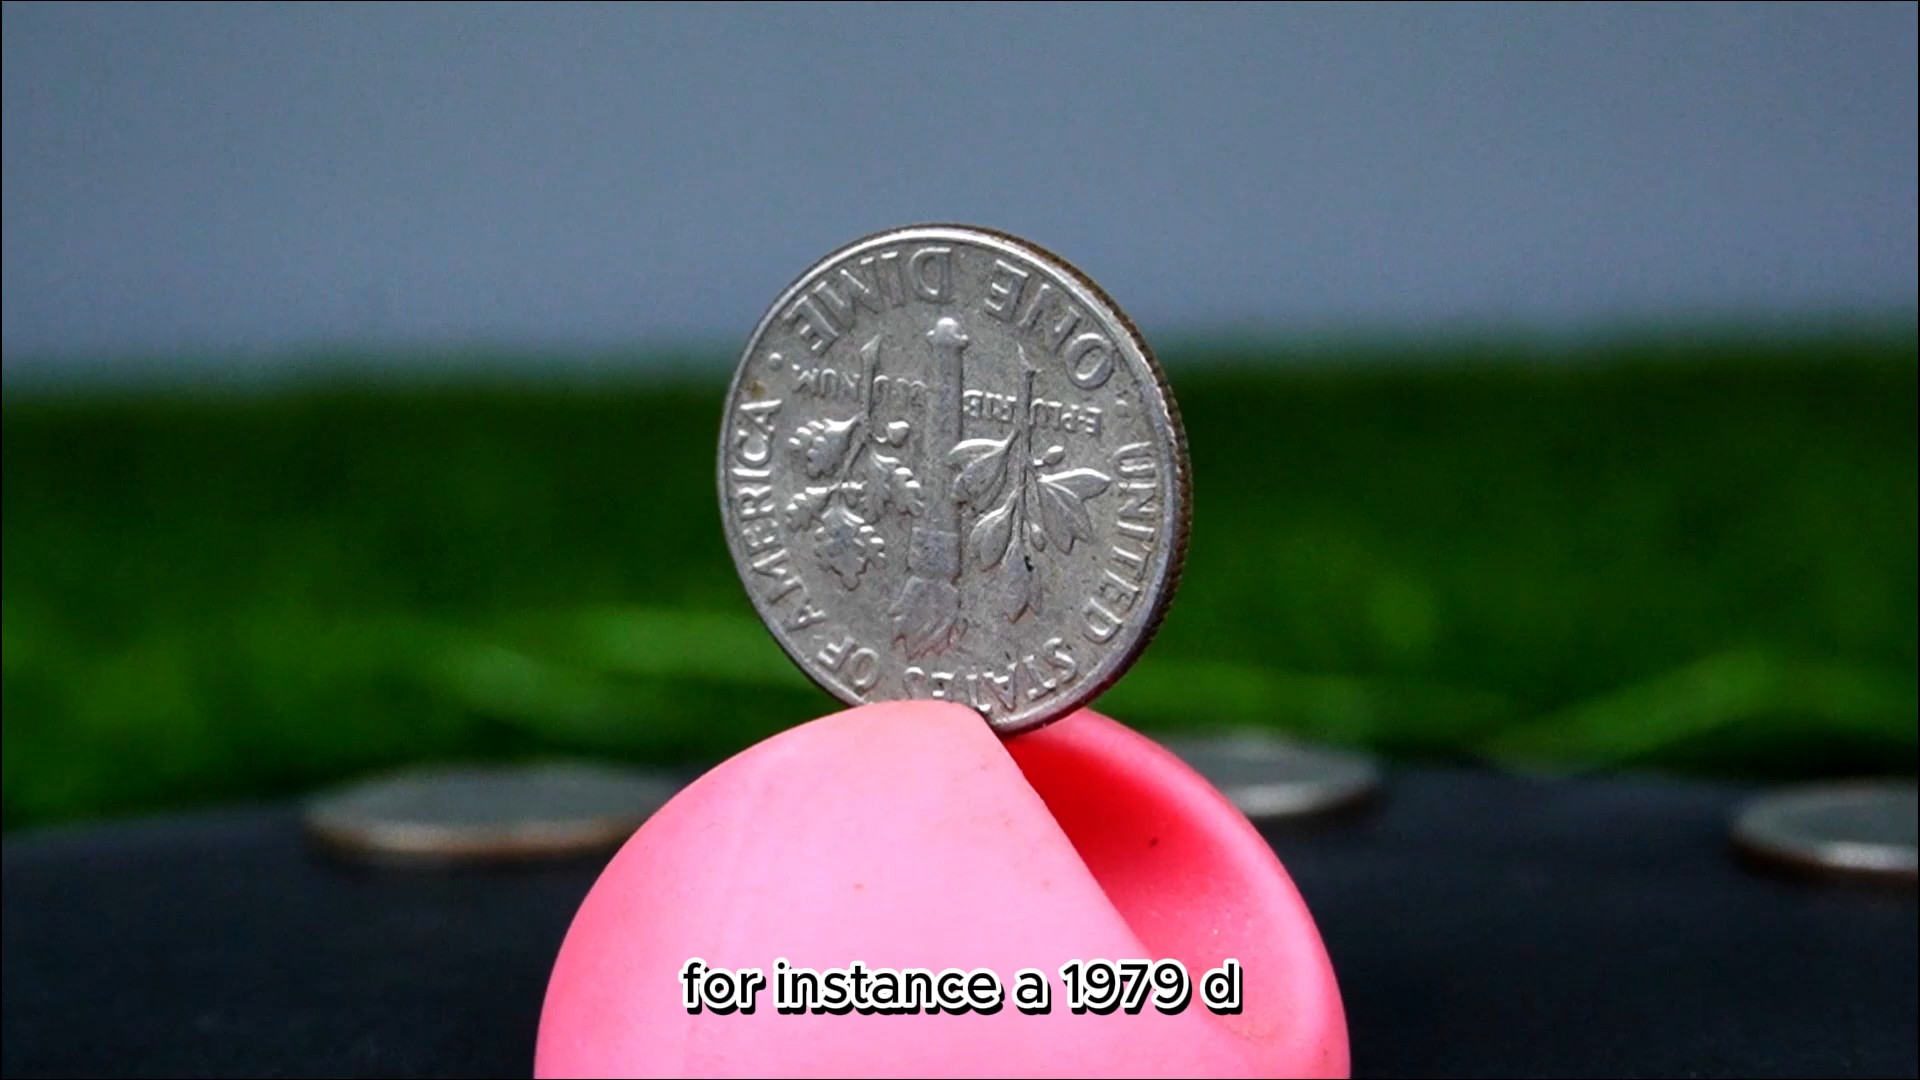 ONE DIME
E·PLURIBUS UNUM
UNITED STATES OF AMERICA
for instance a 1979 d